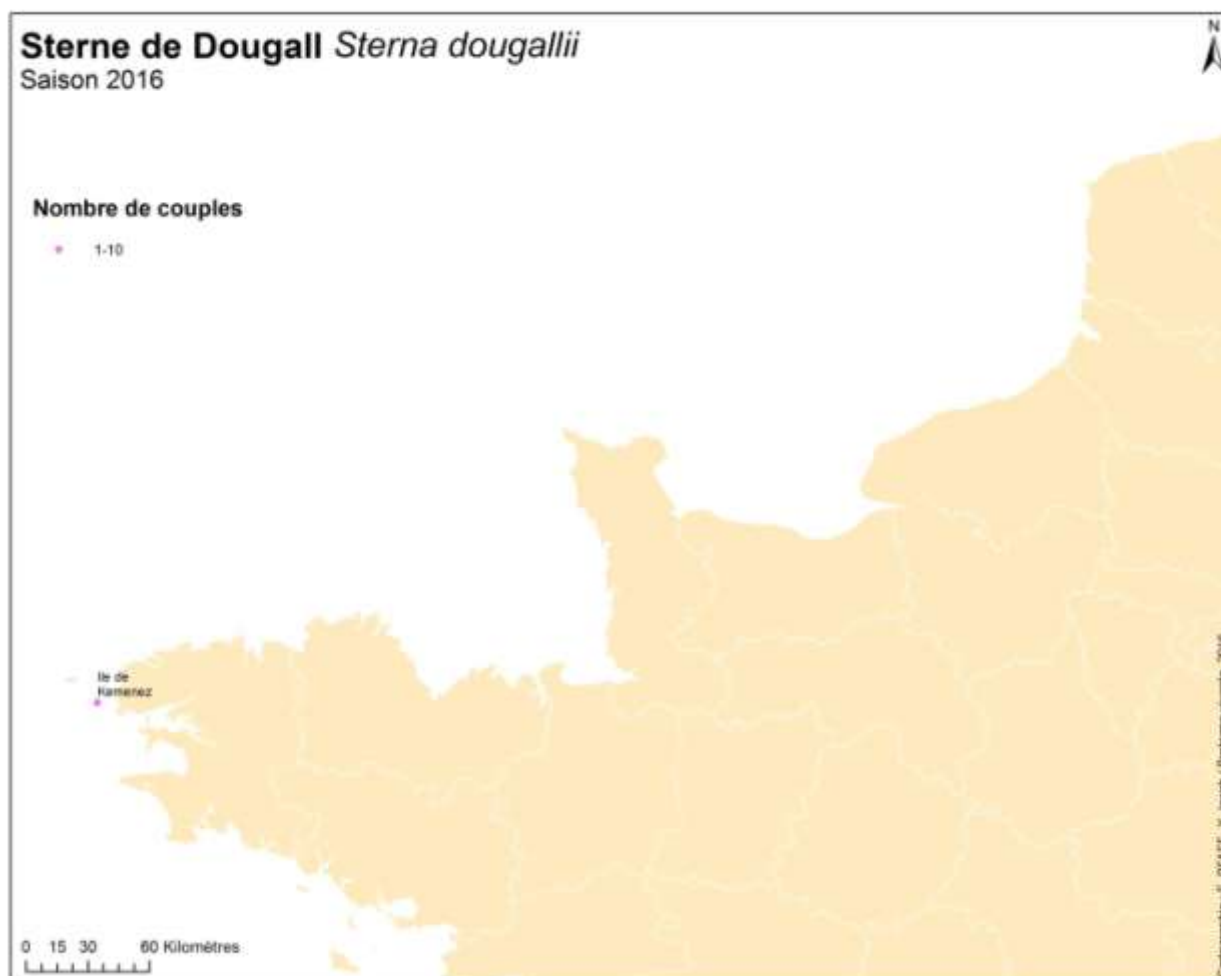 Sterne de Dougall Sterna dougallii
Saison 2016
N
Nombre de couples
1-10
Ile de
Kemenez
0 15 30 60 Kilomètres